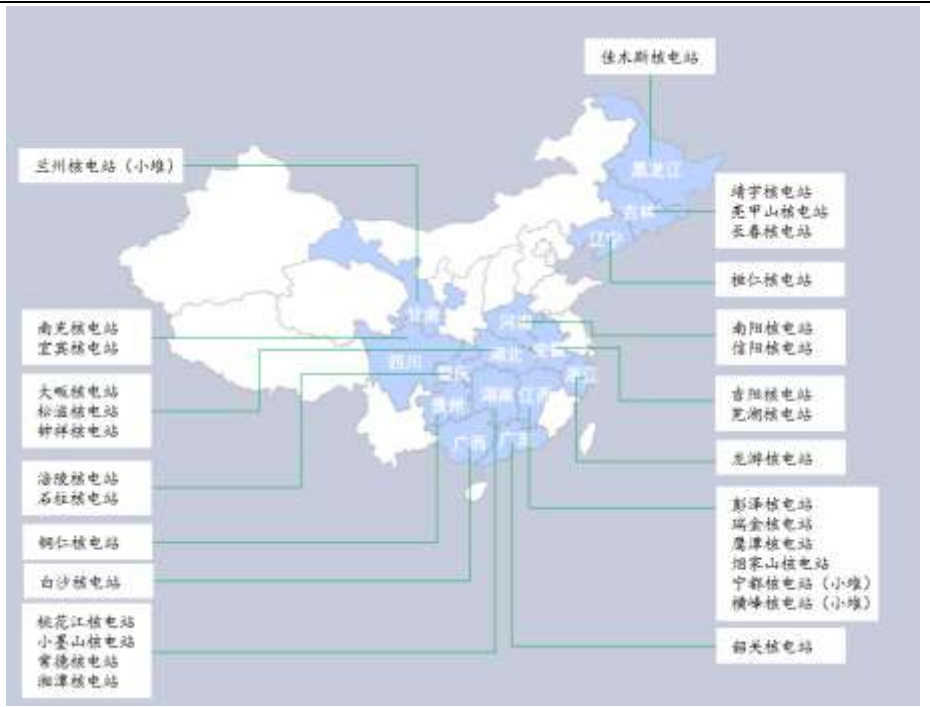 佳木斯核电站
兰州核电站（小堆）
黑龙江
靖宇核电站
亮甲山核电站
长春核电站
吉林
辽宁
桓仁核电站
甘肃
南充核电站
宜宾核电站
河南
南阳核电站
信阳核电站
四川
湖北
安徽
重庆
浙江
大畈核电站
松滋核电站
钟祥核电站
吉阳核电站
芜湖核电站
贵州
湖南
江西
广西
广东
龙游核电站
涪陵核电站
石柱核电站
彭泽核电站
瑞金核电站
鹰潭核电站
烟家山核电站
宁都核电站（小堆）
横峰核电站（小堆）
铜仁核电站
白沙核电站
桃花江核电站
小墨山核电站
常德核电站
湘潭核电站
韶关核电站